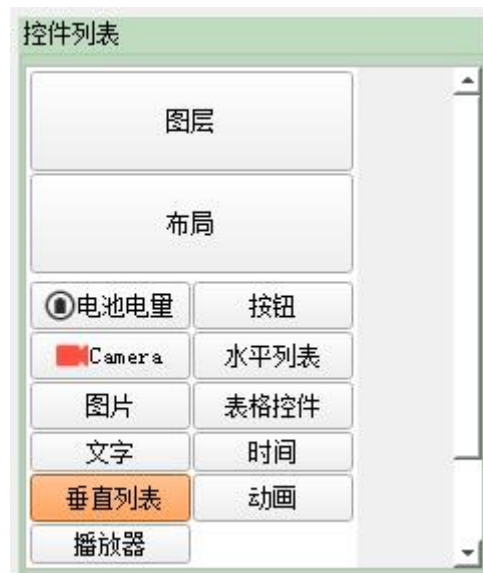 控件列表
图层
布局
电池电量 按钮
Camera 水平列表
图片 表格控件
文字 时间
垂直列表 动画
播放器